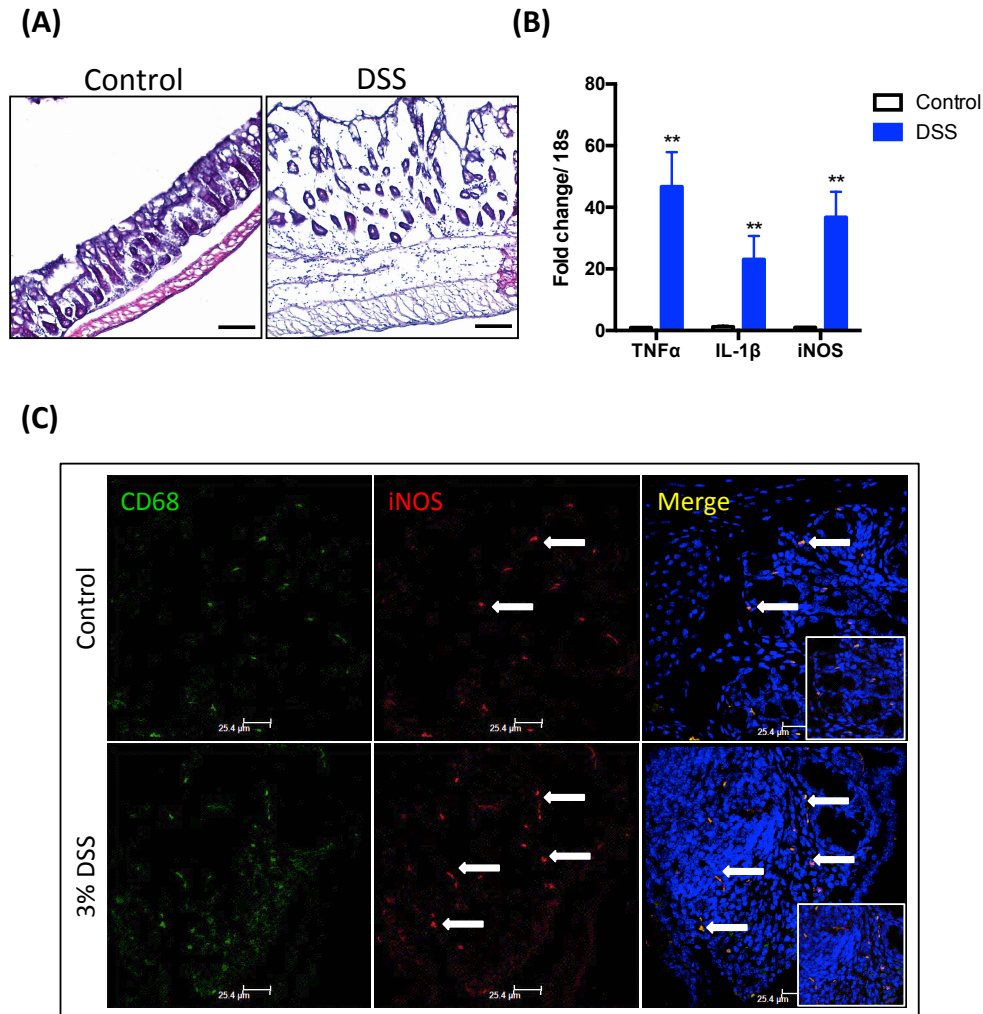 (A)
Control DSS
(B)
Fold change/ 18s
80
60
40
20
0
** ** **
TNFα IL-1β iNOS
Control
DSS
(C)
CD68 iNOS Merge
Control
25.4 µm 25.4 µm 25.4
3% DSS
25.4 µm 25.4 µm 25.4